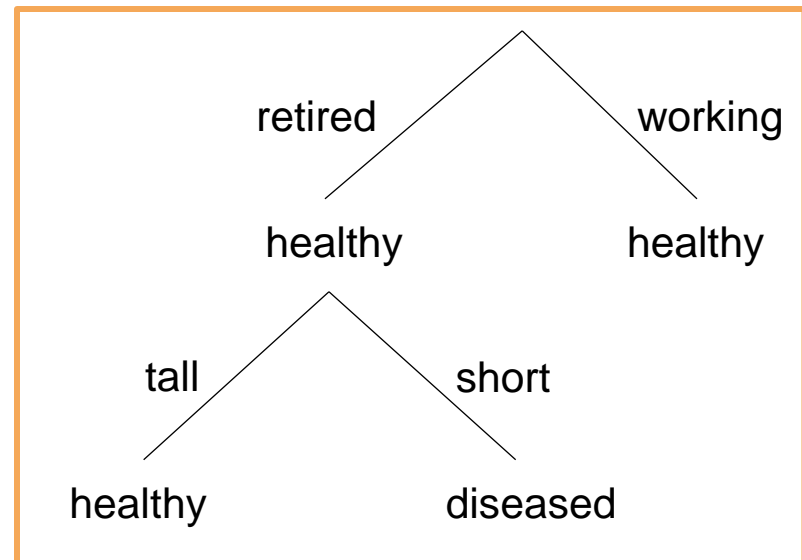 retired working
healthy healthy
tall short
healthy diseased